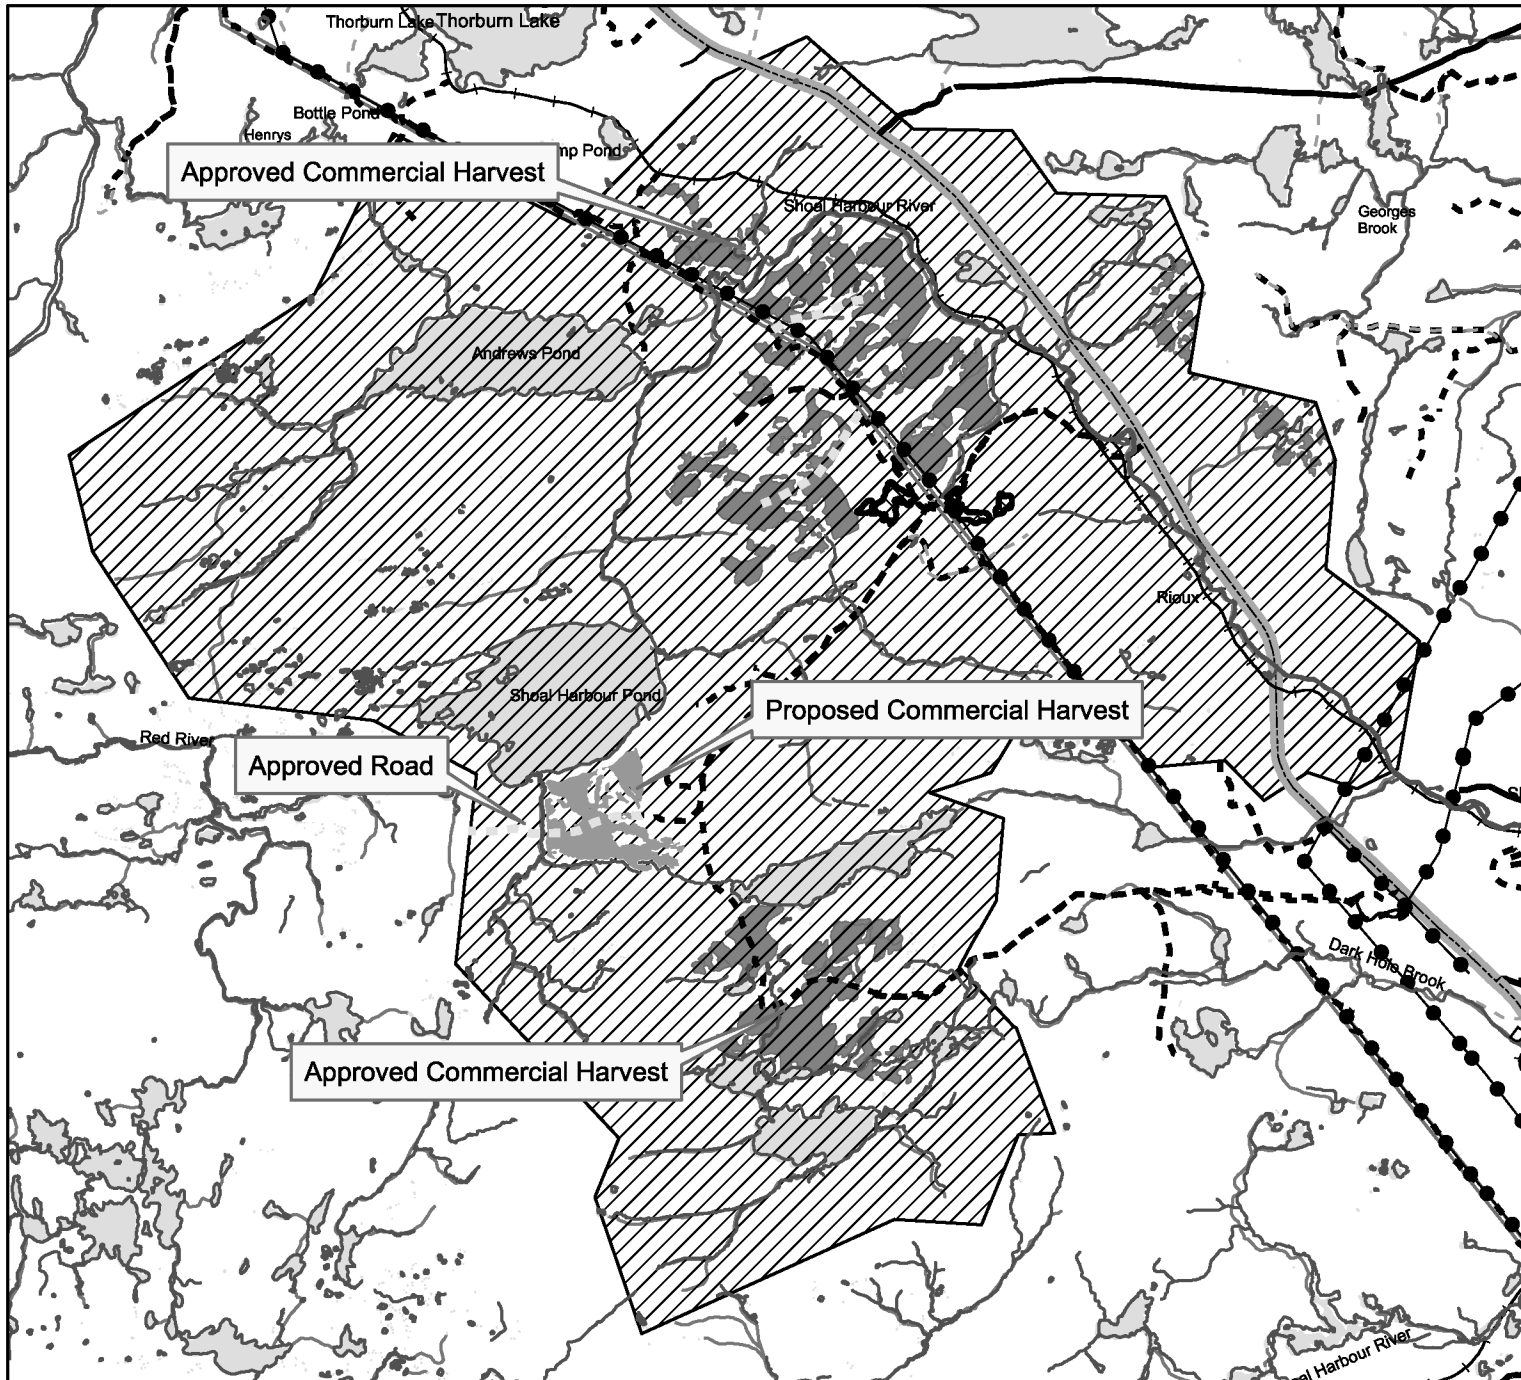 Thorburn Lake
Thorburn Lake
Bottle Pond
Henrys
mp Pond
Approved Commercial Harvest
Shoal Harbour River
Georges
Brook
Andrews Pond
Rioux
Shoal Harbour Pond
Proposed Commercial Harvest
Red River
Approved Road
Dark Hole Brook
Approved Commercial Harvest
al Harbour River